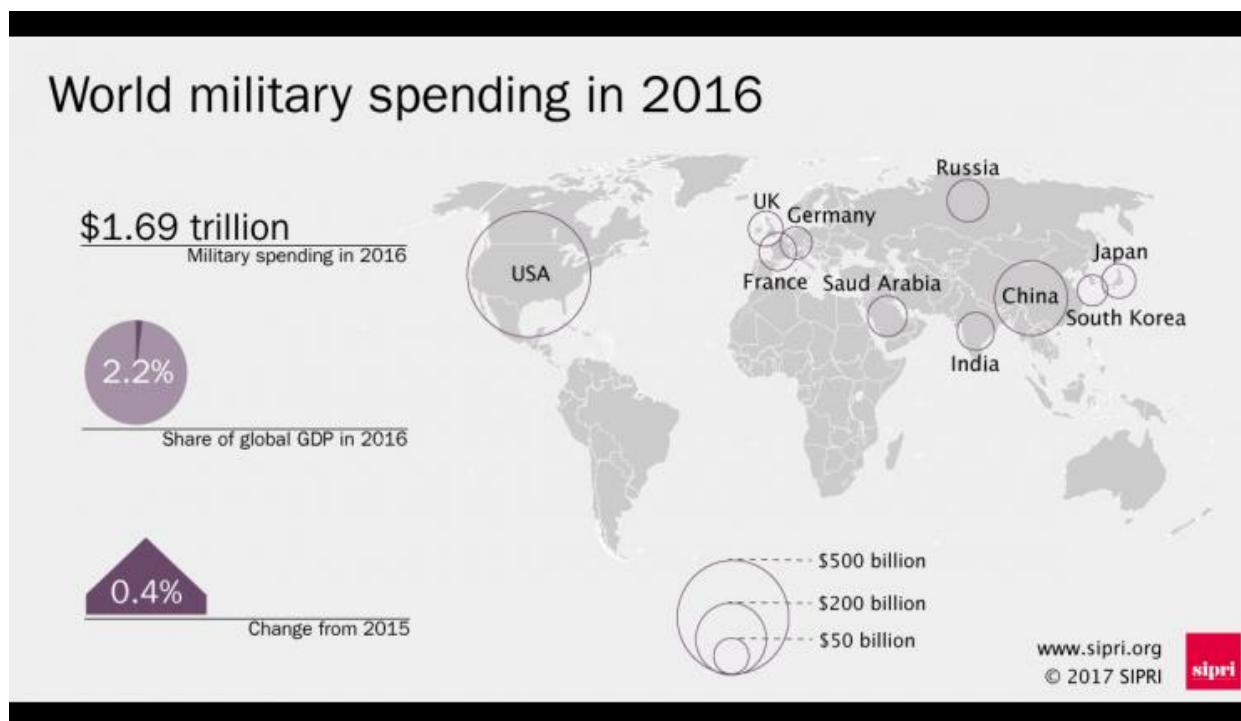 World military spending in 2016
$1.69 trillion
Military spending in 2016
2.2%
Share of global GDP in 2016
0.4%
Change from 2015
USA
UK
Germany
France
Saudi Arabia
Russia
Japan
China
South Korea
India
$500 billion
$200 billion
$50 billion
www.sipri.org
© 2017 SIPRI
sipri